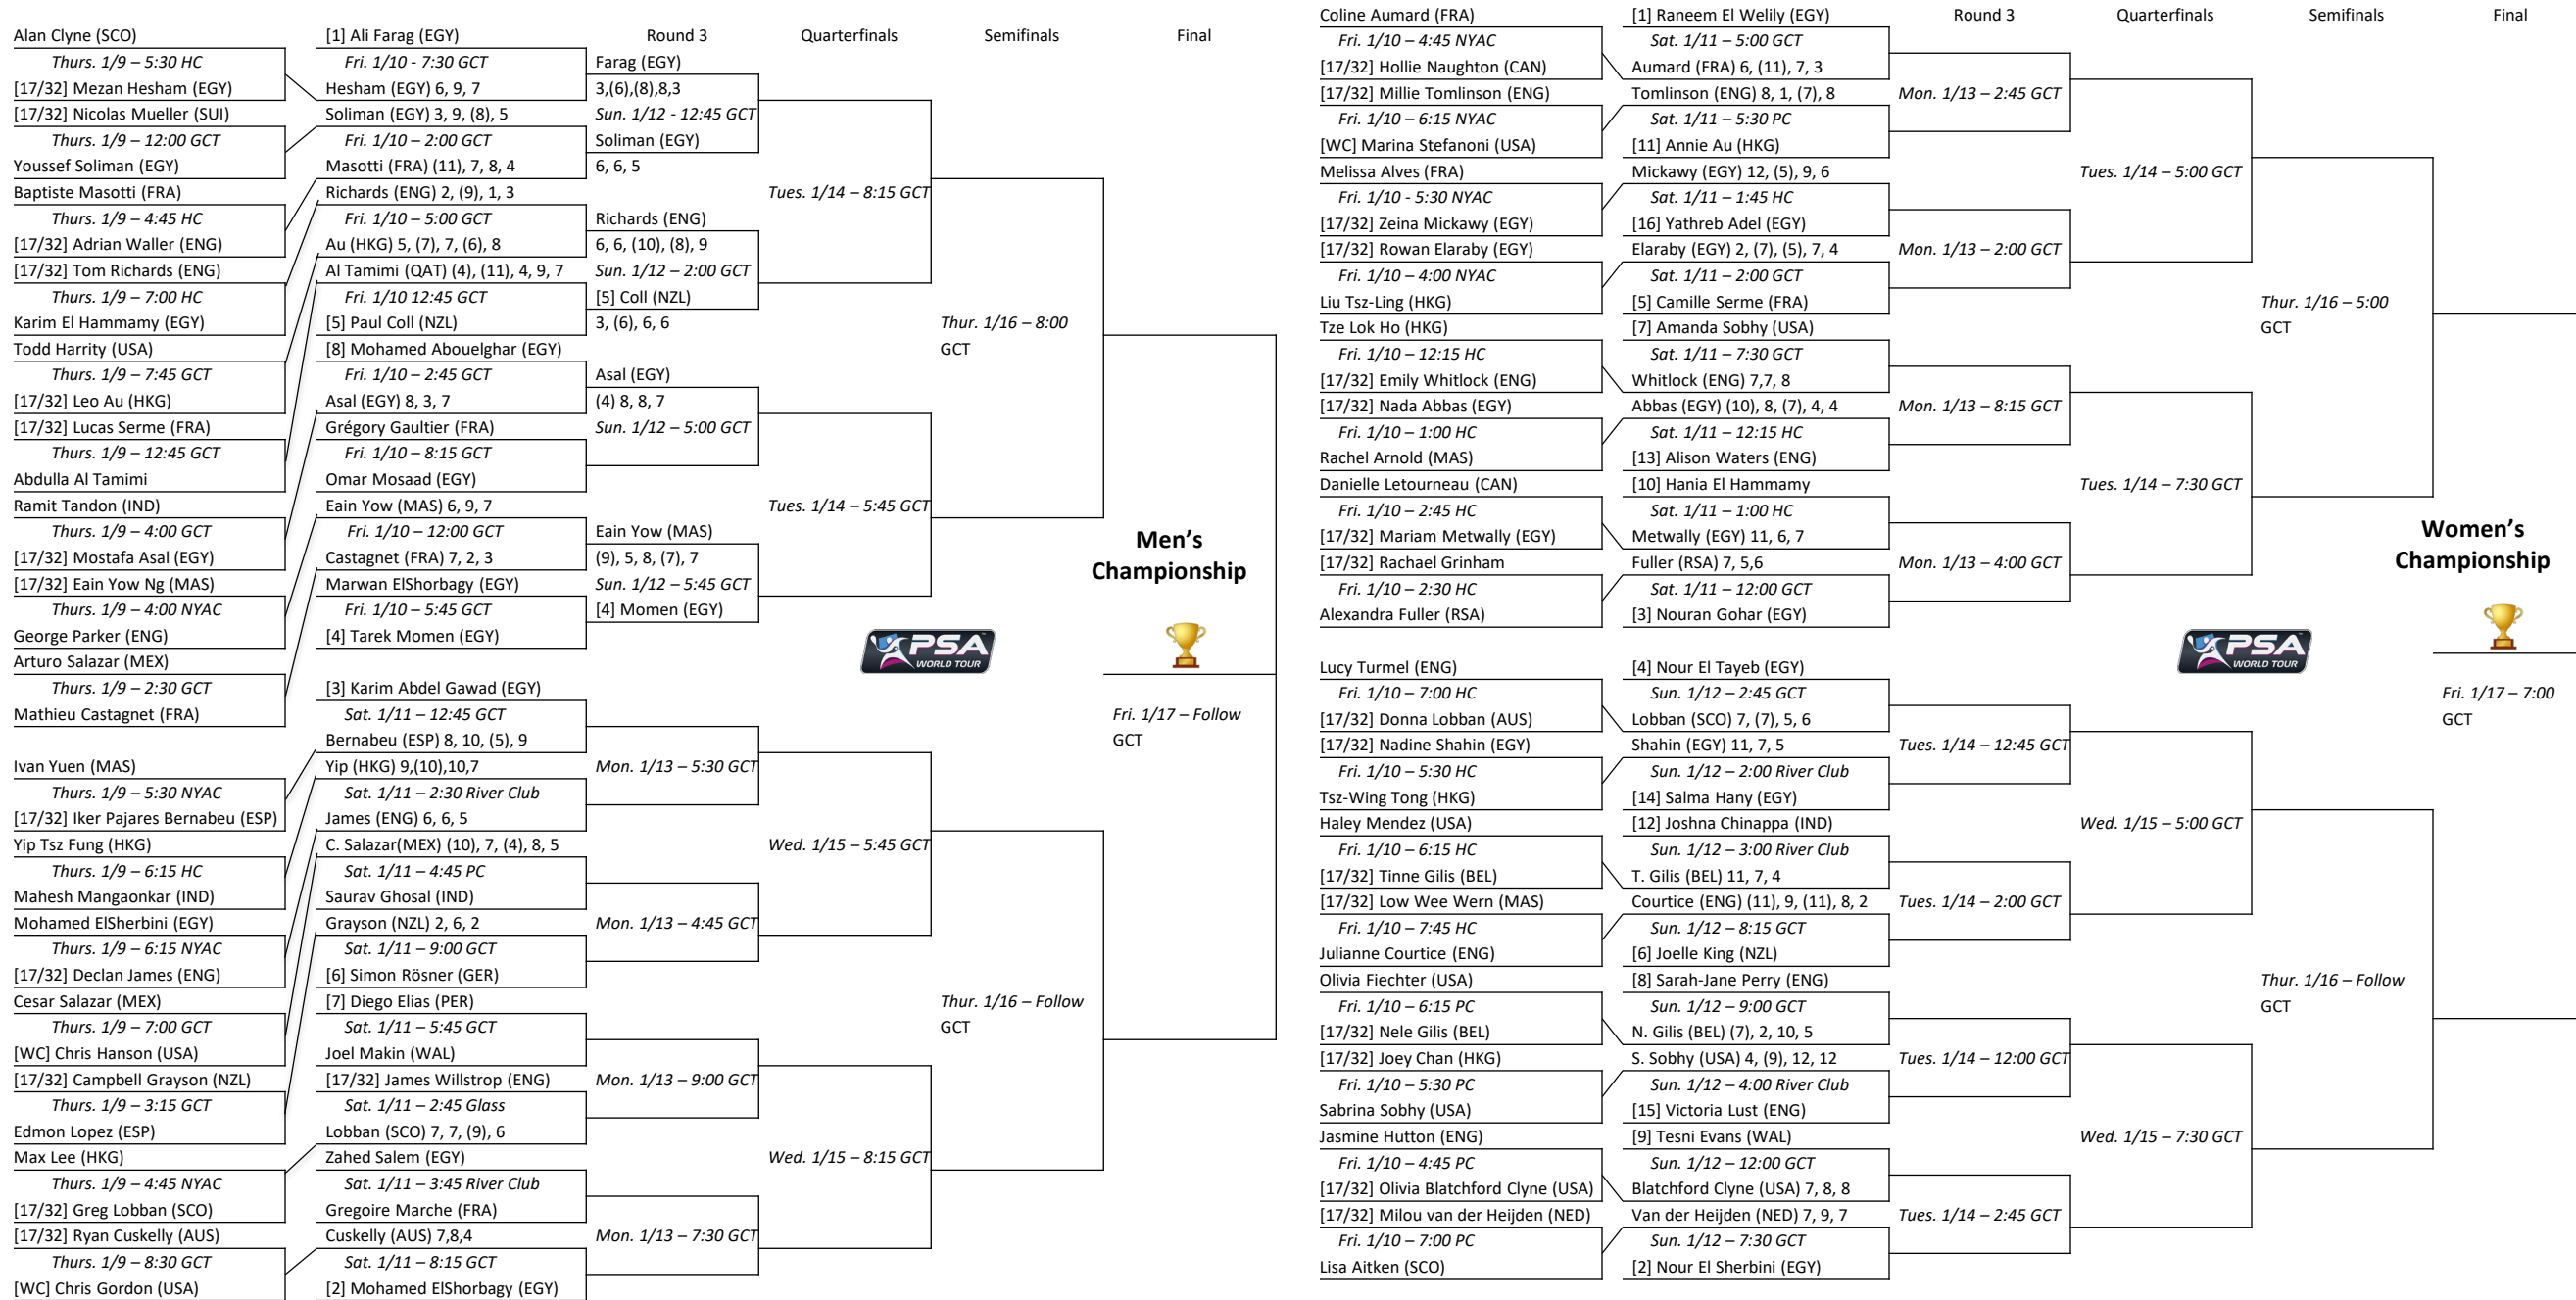 Alan Clyne (SCO)
Thurs. 1/9 – 5:30 HC
[17/32] Mezan Hesham (EGY)
[17/32] Nicolas Mueller (SUI)
Thurs. 1/9 – 12:00 GCT
Youssef Soliman (EGY)
Baptiste Masotti (FRA)
Thurs. 1/9 – 4:45 HC
[17/32] Adrian Waller (ENG)
[17/32] Tom Richards (ENG)
Thurs. 1/9 – 7:00 HC
Karim El Hammamy (EGY)
Todd Harrity (USA)
Thurs. 1/9 – 7:45 GCT
[17/32] Leo Au (HKG)
[17/32] Lucas Serme (FRA)
Thurs. 1/9 – 12:45 GCT
Abdulla Al Tamimi
Ramit Tandon (IND)
Thurs. 1/9 – 4:00 GCT
[17/32] Mostafa Asal (EGY)
[17/32] Eain Yow Ng (MAS)
Thurs. 1/9 – 4:00 NYAC
George Parker (ENG)
Arturo Salazar (MEX)
Thurs. 1/9 – 2:30 GCT
Mathieu Castagnet (FRA)
Ivan Yuen (MAS)
Thurs. 1/9 – 5:30 NYAC
[17/32] Iker Pajares Bernabeu (ESP)
Yip Tsz Fung (HKG)
Thurs. 1/9 – 6:15 HC
Mahesh Mangaonkar (IND)
Mohamed ElSherbini (EGY)
Thurs. 1/9 – 6:15 NYAC
[17/32] Declan James (ENG)
Cesar Salazar (MEX)
Thurs. 1/9 – 7:00 GCT
[WC] Chris Hanson (USA)
[17/32] Campbell Grayson (NZL)
Thurs. 1/9 – 3:15 GCT
Edmon Lopez (ESP)
Max Lee (HKG)
Thurs. 1/9 – 4:45 NYAC
[17/32] Greg Lobban (SCO)
[17/32] Ryan Cuskelly (AUS)
Thurs. 1/9 – 8:30 GCT
[WC] Chris Gordon (USA)
[1] Ali Farag (EGY)
Fri. 1/10 - 7:30 GCT
Hesham (EGY) 6, 9, 7
Soliman (EGY) 3, 9, (8), 5
Fri. 1/10 – 2:00 GCT
Masotti (FRA) (11), 7, 8, 4
Richards (ENG) 2, (9), 1, 3
Fri. 1/10 – 5:00 GCT
Au (HKG) 5, (7), 7, (6), 8
Al Tamimi (QAT) (4), (11), 4, 9, 7
Fri. 1/10 12:45 GCT
[5] Paul Coll (NZL)
[8] Mohamed Abouelghar (EGY)
Fri. 1/10 – 2:45 GCT
Asal (EGY) 8, 3, 7
Grégory Gaultier (FRA)
Fri. 1/10 – 8:15 GCT
Omar Mosaad (EGY)
Eain Yow (MAS) 6, 9, 7
Fri. 1/10 – 12:00 GCT
Castagnet (FRA) 7, 2, 3
Marwan ElShorbagy (EGY)
Fri. 1/10 – 5:45 GCT
[4] Tarek Momen (EGY)
[3] Karim Abdel Gawad (EGY)
Sat. 1/11 – 12:45 GCT
Bernabeu (ESP) 8, 10, (5), 9
Yip (HKG) 9,(10),10,7
Sat. 1/11 – 2:30 River Club
James (ENG) 6, 6, 5
C. Salazar(MEX) (10), 7, (4), 8, 5
Sat. 1/11 – 4:45 PC
Saurav Ghosal (IND)
Grayson (NZL) 2, 6, 2
Sat. 1/11 – 9:00 GCT
[6] Simon Rösner (GER)
[7] Diego Elias (PER)
Sat. 1/11 – 5:45 GCT
Joel Makin (WAL)
[17/32] James Willstrop (ENG)
Sat. 1/11 – 2:45 Glass
Lobban (SCO) 7, 7, (9), 6
Zahed Salem (EGY)
Sat. 1/11 – 3:45 River Club
Gregoire Marche (FRA)
Cuskelly (AUS) 7,8,4
Sat. 1/11 – 8:15 GCT
[2] Mohamed ElShorbagy (EGY)
Round 3
Farag (EGY)
3,(6),(8),8,3
Sun. 1/12 - 12:45 GCT
Soliman (EGY)
6, 6, 5
Richards (ENG)
6, 6, (10), (8), 9
Sun. 1/12 – 2:00 GCT
[5] Coll (NZL)
3, (6), 6, 6
Asal (EGY)
(4) 8, 8, 7
Sun. 1/12 – 5:00 GCT
Eain Yow (MAS)
(9), 5, 8, (7), 7
Sun. 1/12 – 5:45 GCT
[4] Momen (EGY)
Mon. 1/13 – 5:30 GCT
Mon. 1/13 – 4:45 GCT
Mon. 1/13 – 9:00 GCT
Mon. 1/13 – 7:30 GCT
Quarterfinals
Tues. 1/14 – 8:15 GCT
Tues. 1/14 – 5:45 GCT
Wed. 1/15 – 5:45 GCT
Wed. 1/15 – 8:15 GCT
Semifinals
Thur. 1/16 – 8:00
GCT
PSA
WORLD TOUR
Thur. 1/16 – Follow
GCT
Final
Men's
Championship
Fri. 1/17 – Follow
GCT
Coline Aumard (FRA)
Fri. 1/10 – 4:45 NYAC
[17/32] Hollie Naughton (CAN)
[17/32] Millie Tomlinson (ENG)
Fri. 1/10 – 6:15 NYAC
[WC] Marina Stefanoni (USA)
Melissa Alves (FRA)
Fri. 1/10 - 5:30 NYAC
[17/32] Zeina Mickawy (EGY)
[17/32] Rowan Elaraby (EGY)
Fri. 1/10 – 4:00 NYAC
Liu Tsz-Ling (HKG)
Tze Lok Ho (HKG)
Fri. 1/10 – 12:15 HC
[17/32] Emily Whitlock (ENG)
[17/32] Nada Abbas (EGY)
Fri. 1/10 – 1:00 HC
Rachel Arnold (MAS)
Danielle Letourneau (CAN)
Fri. 1/10 – 2:45 HC
[17/32] Mariam Metwally (EGY)
[17/32] Rachael Grinham
Fri. 1/10 – 2:30 HC
Alexandra Fuller (RSA)
Lucy Turmel (ENG)
Fri. 1/10 – 7:00 HC
[17/32] Donna Lobban (AUS)
[17/32] Nadine Shahin (EGY)
Fri. 1/10 – 5:30 HC
Tsz-Wing Tong (HKG)
Haley Mendez (USA)
Fri. 1/10 – 6:15 HC
[17/32] Tinne Gilis (BEL)
[17/32] Low Wee Wern (MAS)
Fri. 1/10 – 7:45 HC
Julianne Courtice (ENG)
Olivia Fiechter (USA)
Fri. 1/10 – 6:15 PC
[17/32] Nele Gilis (BEL)
[17/32] Joey Chan (HKG)
Fri. 1/10 – 5:30 PC
Sabrina Sobhy (USA)
Jasmine Hutton (ENG)
Fri. 1/10 – 4:45 PC
[17/32] Olivia Blatchford Clyne (USA)
[17/32] Milou van der Heijden (NED)
Fri. 1/10 – 7:00 PC
Lisa Aitken (SCO)
[1] Raneem El Welily (EGY)
Sat. 1/11 – 5:00 GCT
Aumard (FRA) 6, (11), 7, 3
Tomlinson (ENG) 8, 1, (7), 8
Sat. 1/11 – 5:30 PC
[11] Annie Au (HKG)
Mickawy (EGY) 12, (5), 9, 6
Sat. 1/11 – 1:45 HC
[16] Yathreb Adel (EGY)
Elaraby (EGY) 2, (7), (5), 7, 4
Sat. 1/11 – 2:00 GCT
[5] Camille Serme (FRA)
[7] Amanda Sobhy (USA)
Sat. 1/11 – 7:30 GCT
Whitlock (ENG) 7,7, 8
Abbas (EGY) (10), 8, (7), 4, 4
Sat. 1/11 – 12:15 HC
[13] Alison Waters (ENG)
[10] Hania El Hammamy
Sat. 1/11 – 1:00 HC
Metwally (EGY) 11, 6, 7
Fuller (RSA) 7, 5,6
Sat. 1/11 – 12:00 GCT
[3] Nouran Gohar (EGY)
[4] Nour El Tayeb (EGY)
Sun. 1/12 – 2:45 GCT
Lobban (SCO) 7, (7), 5, 6
Shahin (EGY) 11, 7, 5
Sun. 1/12 – 2:00 River Club
[14] Salma Hany (EGY)
[12] Joshna Chinappa (IND)
Sun. 1/12 – 3:00 River Club
T. Gilis (BEL) 11, 7, 4
Courtice (ENG) (11), 9, (11), 8, 2
Sun. 1/12 – 8:15 GCT
[6] Joelle King (NZL)
[8] Sarah-Jane Perry (ENG)
Sun. 1/12 – 9:00 GCT
N. Gilis (BEL) (7), 2, 10, 5
S. Sobhy (USA) 4, (9), 12, 12
Sun. 1/12 – 4:00 River Club
[15] Victoria Lust (ENG)
[9] Tesni Evans (WAL)
Sun. 1/12 – 12:00 GCT
Blatchford Clyne (USA) 7, 8, 8
Van der Heijden (NED) 7, 9, 7
Sun. 1/12 – 7:30 GCT
[2] Nour El Sherbini (EGY)
Round 3
Mon. 1/13 – 2:45 GCT
Mon. 1/13 – 2:00 GCT
Mon. 1/13 – 8:15 GCT
Mon. 1/13 – 4:00 GCT
Tues. 1/14 – 12:45 GCT
Tues. 1/14 – 2:00 GCT
Tues. 1/14 – 12:00 GCT
Tues. 1/14 – 2:45 GCT
Quarterfinals
Tues. 1/14 – 5:00 GCT
Tues. 1/14 – 7:30 GCT
Wed. 1/15 – 5:00 GCT
Wed. 1/15 – 7:30 GCT
Semifinals
Thur. 1/16 – 5:00
GCT
PSA
WORLD TOUR
Thur. 1/16 – Follow
GCT
Final
Women's
Championship
Fri. 1/17 – 7:00
GCT